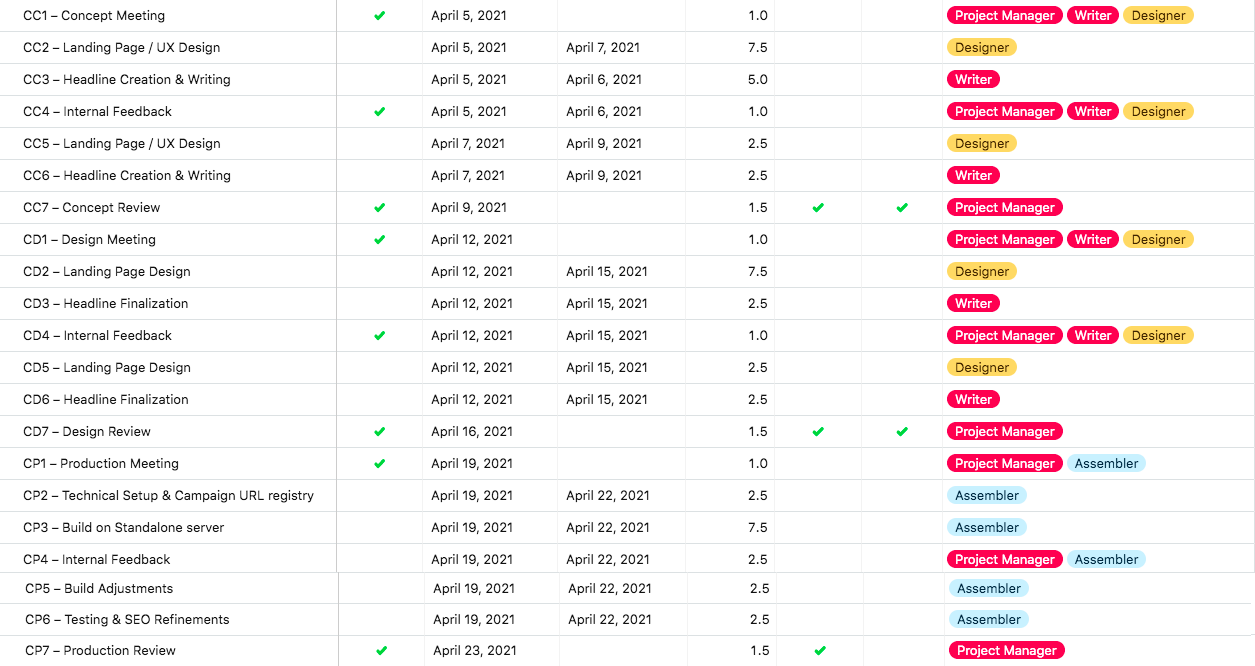 CC1 – Concept Meeting ✔ April 5, 2021 1.0 Project Manager Writer Designer
CC2 – Landing Page / UX Design April 5, 2021 April 7, 2021 7.5 Designer
CC3 – Headline Creation & Writing April 5, 2021 April 6, 2021 5.0 Writer
CC4 – Internal Feedback ✔ April 5, 2021 April 6, 2021 1.0 Project Manager Writer Designer
CC5 – Landing Page / UX Design April 7, 2021 April 9, 2021 2.5 Designer
CC6 – Headline Creation & Writing April 7, 2021 April 9, 2021 2.5 Writer
CC7 – Concept Review ✔ April 9, 2021 1.5 ✔ ✔ Project Manager
CD1 – Design Meeting ✔ April 12, 2021 1.0 Project Manager Writer Designer
CD2 – Landing Page Design April 12, 2021 April 15, 2021 7.5 Designer
CD3 – Headline Finalization April 12, 2021 April 15, 2021 2.5 Writer
CD4 – Internal Feedback ✔ April 12, 2021 April 15, 2021 1.0 Project Manager Writer Designer
CD5 – Landing Page Design April 12, 2021 April 15, 2021 2.5 Designer
CD6 – Headline Finalization April 12, 2021 April 15, 2021 2.5 Writer
CD7 – Design Review ✔ April 16, 2021 1.5 ✔ ✔ Project Manager
CP1 – Production Meeting ✔ April 19, 2021 1.0 Project Manager Assembler
CP2 – Technical Setup & Campaign URL registry April 19, 2021 April 22, 2021 2.5 Assembler
CP3 – Build on Standalone server April 19, 2021 April 22, 2021 7.5 Assembler
CP4 – Internal Feedback April 19, 2021 April 22, 2021 2.5 Project Manager Assembler
CP5 – Build Adjustments April 19, 2021 April 22, 2021 2.5 Assembler
CP6 – Testing & SEO Refinements April 19, 2021 April 22, 2021 2.5 Assembler
CP7 – Production Review ✔ April 23, 2021 1.5 ✔ Project Manager